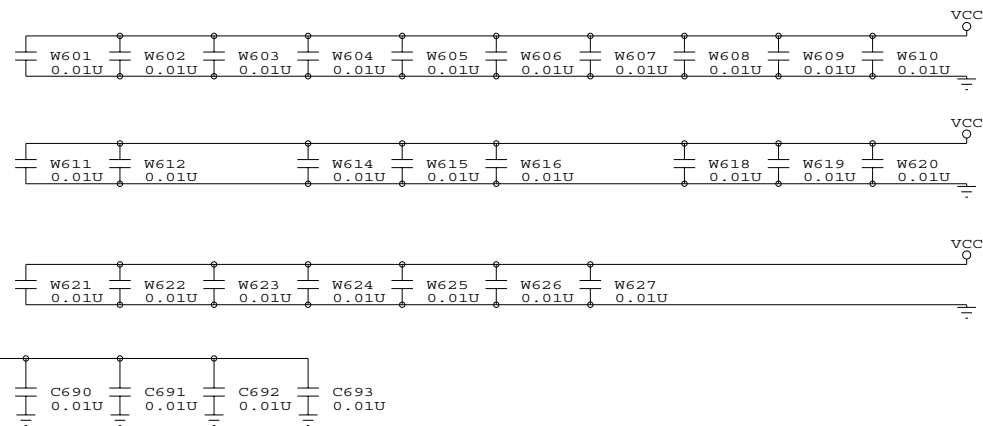 VCC
W601 W602 W603 W604 W605 W606 W607 W608 W609 W610
0.01U 0.01U 0.01U 0.01U 0.01U 0.01U 0.01U 0.01U 0.01U 0.01U
VCC
W611 W612 W614 W615 W616 W618 W619 W620
0.01U 0.01U 0.01U 0.01U 0.01U 0.01U 0.01U 0.01U
VCC
W621 W622 W623 W624 W625 W626 W627
0.01U 0.01U 0.01U 0.01U 0.01U 0.01U 0.01U
C690 C691 C692 C693
0.01U 0.01U 0.01U 0.01U